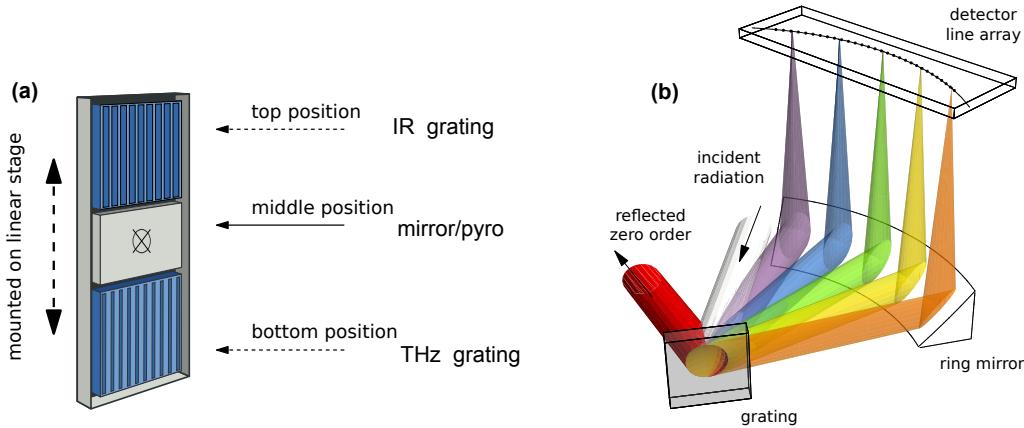 (a)
mounted on linear stage
top position
IR grating
middle position
mirror/pyro
bottom position
THz grating
(b)
detector
line array
incident
radiation
reflected
zero order
ring mirror
grating